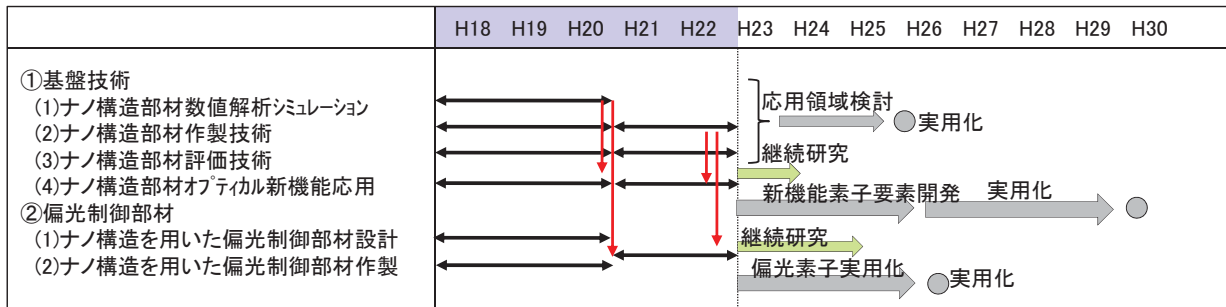 H18 H19 H20 H21 H22 H23 H24 H25 H26 H27 H28 H29 H30
①基盤技術
(1)ナノ構造部材数値解析シミュレーション
(2)ナノ構造部材作製技術
(3)ナノ構造部材評価技術
(4)ナノ構造部材オプティカル新機能応用
②偏光制御部材
(1)ナノ構造を用いた偏光制御部材設計
(2)ナノ構造を用いた偏光制御部材作製
応用領域検討
実用化
継続研究
新機能素子要素開発 実用化
継続研究
偏光素子実用化 実用化